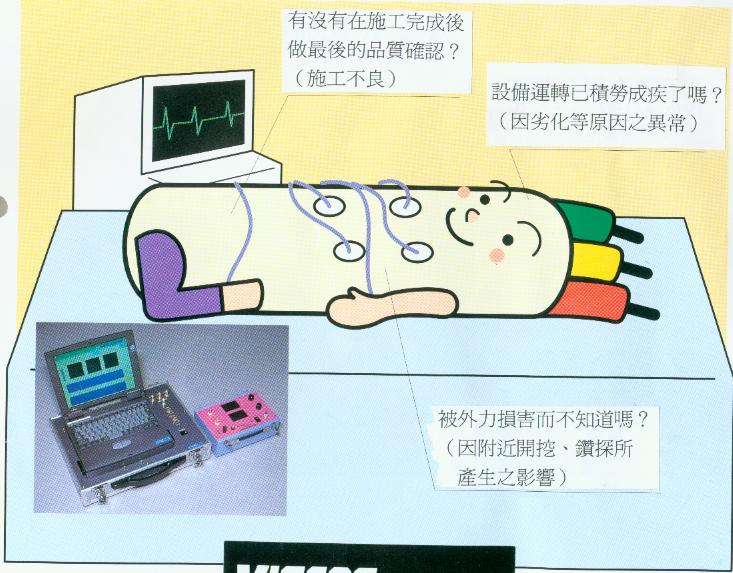 有沒有在施工完成後
做最後的品質確認？
（施工不良）
設備運轉已積勞成疾了嗎？
（因劣化等原因之異常）
被外力損害而不知道嗎？
（因附近開挖、鑽探所
產生之影響）